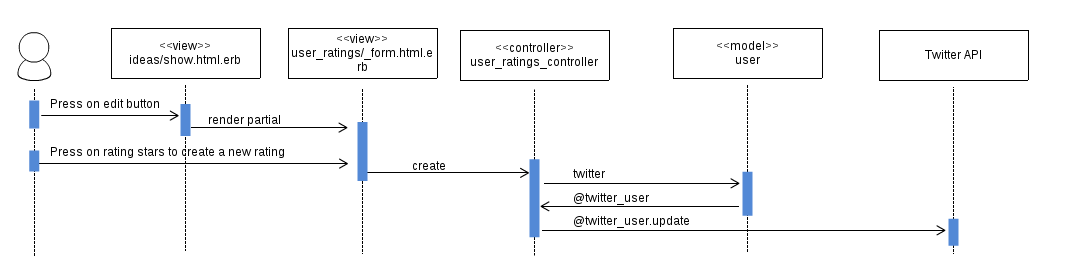 <<view>>
ideas/show.html.erb
<<view>>
user_ratings/_form.html.e
rb
<<controller>>
user_ratings_controller
<<model>>
user
Twitter API
Press on edit button
render partial
Press on rating stars to create a new rating
create
twitter
@twitter_user
@twitter_user.update